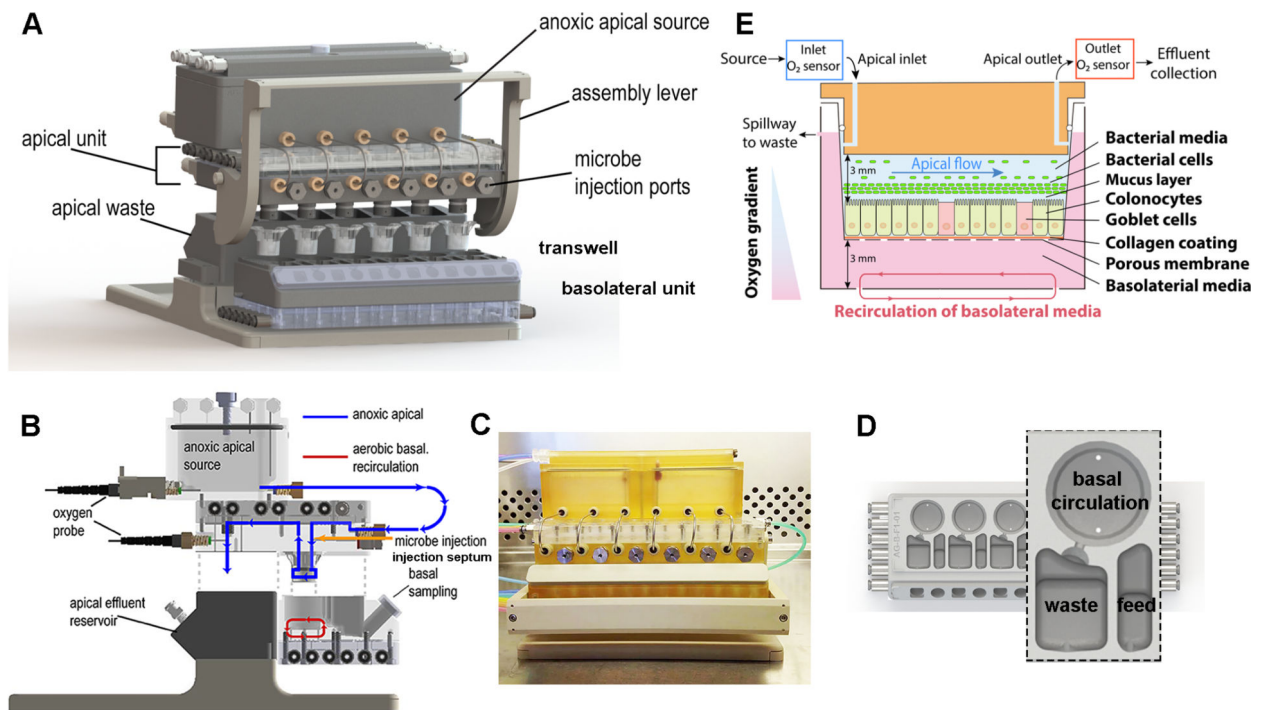 A
anoxic apical source
assembly lever
apical unit
microbe
injection ports
apical waste
transwell
basolateral unit
E
Source
Inlet
O₂ sensor
Apical inlet
Apical outlet
Outlet
O₂ sensor
Effluent
collection
Spillway
to waste
Oxygen gradient
3 mm
Apical flow
3 mm
Bacterial media
Bacterial cells
Mucus layer
Colonocytes
Goblet cells
Collagen coating
Porous membrane
Basolaterial media
Recirculation of basolateral media
B
anoxic apical
source
anoxic apical
aerobic basal.
recirculation
oxygen
probe
microbe injection
injection septum
basal
sampling
apical effluent
reservoir
C
D
basal
circulation
waste
feed